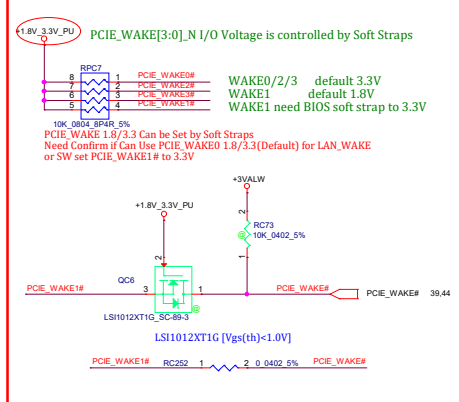 +1.8V_3.3V_PU
PCIE_WAKE[3:0]_N I/O Voltage is controlled by Soft Straps
RPC7
8 1 PCIE_WAKE0#
7 2 PCIE_WAKE2#
6 3 PCIE_WAKE3#
5 4 PCIE_WAKE1#
10K_0804_8P4R_5%
WAKE0/2/3 default 3.3V
WAKE1 default 1.8V
WAKE1 need BIOS soft strap to 3.3V
PCIE_WAKE 1.8/3.3 Can be Set by Soft Straps
Need Confirm if Can Use PCIE_WAKE0 1.8/3.3(Default) for LAN_WAKE
or SW set PCIE_WAKE1# to 3.3V
+3VALW
+1.8V_3.3V_PU
2
RC73
@ 10K_0402_5%
1
2
QC6
PCIE_WAKE1# 3 1 PCIE_WAKE# PCIE_WAKE# 39,44
@
LSI1012XT1G_SC-89-3
LSI1012XT1G [Vgs(th)<1.0V]
PCIE_WAKE1# RC252 1 2 0_0402_5% PCIE_WAKE#